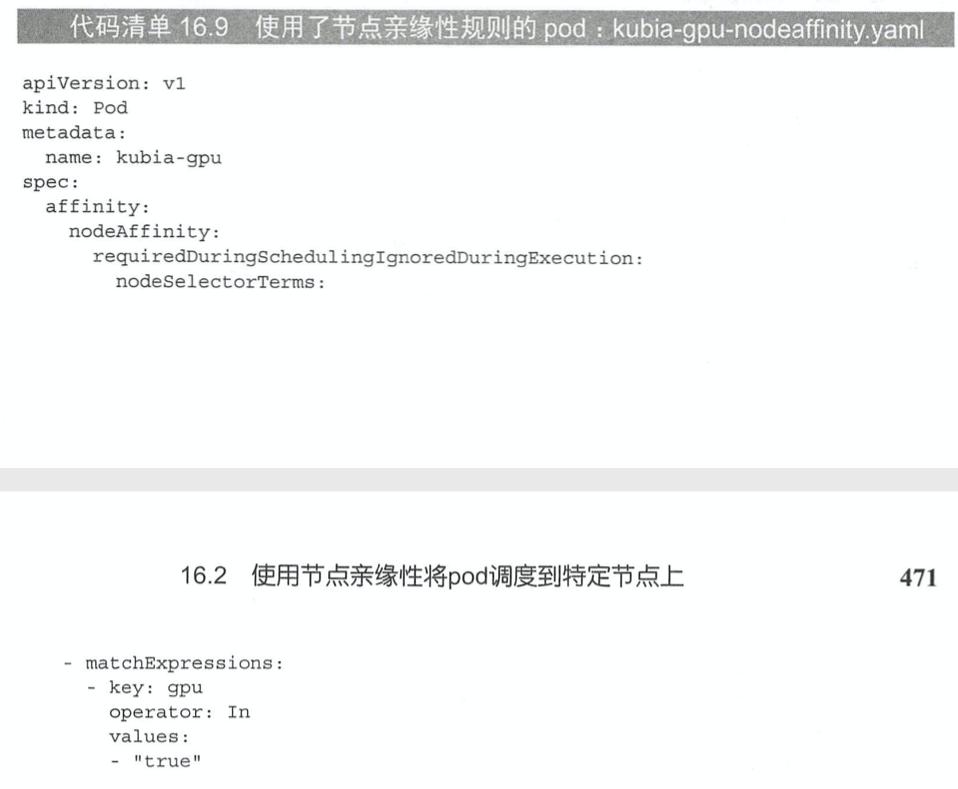 代码清单 16.9 使用了节点亲缘性规则的 pod：kubia-gpu-nodeaffinity.yaml
apiVersion: v1
kind: Pod
metadata:
  name: kubia-gpu
spec:
  affinity:
    nodeAffinity:
      requiredDuringSchedulingIgnoredDuringExecution:
        nodeSelectorTerms:
16.2 使用节点亲缘性将pod调度到特定节点上 471
- matchExpressions:
  - key: gpu
    operator: In
    values:
    - "true"